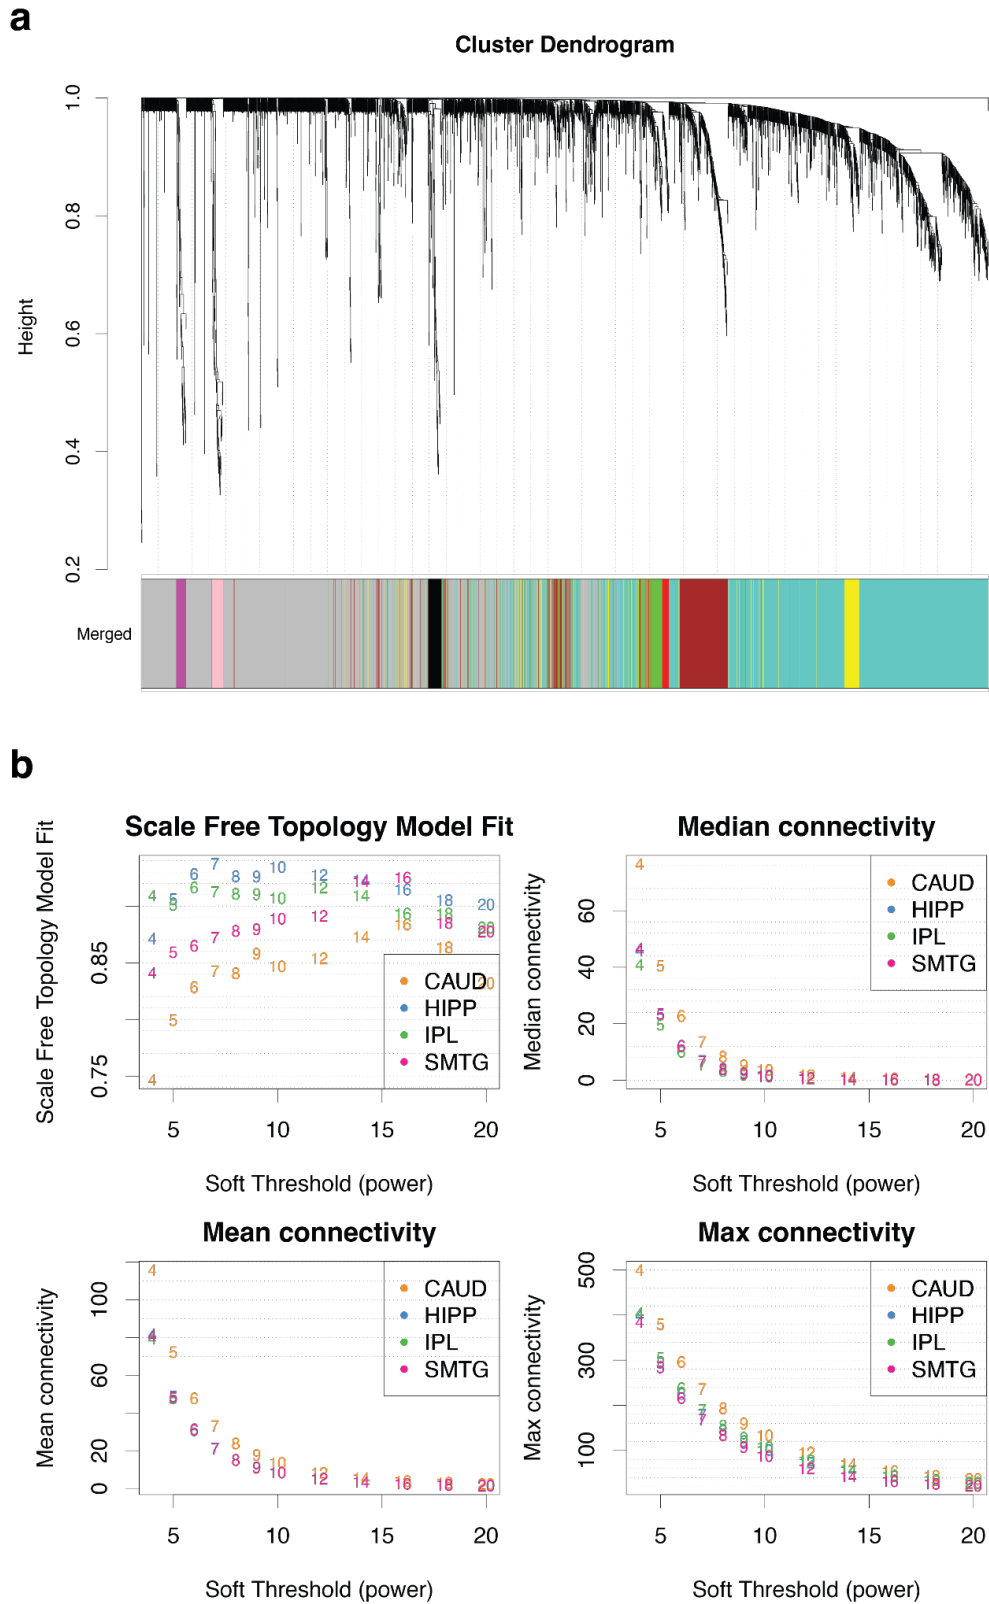 a
Cluster Dendrogram
Height
1.0
0.8
0.6
0.4
0.2
Merged
b
Scale Free Topology Model Fit
Scale Free Topology Model Fit
0.85
0.75
CAUD
HIPP
IPL
SMTG
5 10 15 20
Soft Threshold (power)
Median connectivity
Median connectivity
60
40
20
0
CAUD
HIPP
IPL
SMTG
5 10 15 20
Soft Threshold (power)
Mean connectivity
Mean connectivity
100
60
20
0
CAUD
HIPP
IPL
SMTG
5 10 15 20
Soft Threshold (power)
Max connectivity
Max connectivity
500
300
100
CAUD
HIPP
IPL
SMTG
5 10 15 20
Soft Threshold (power)